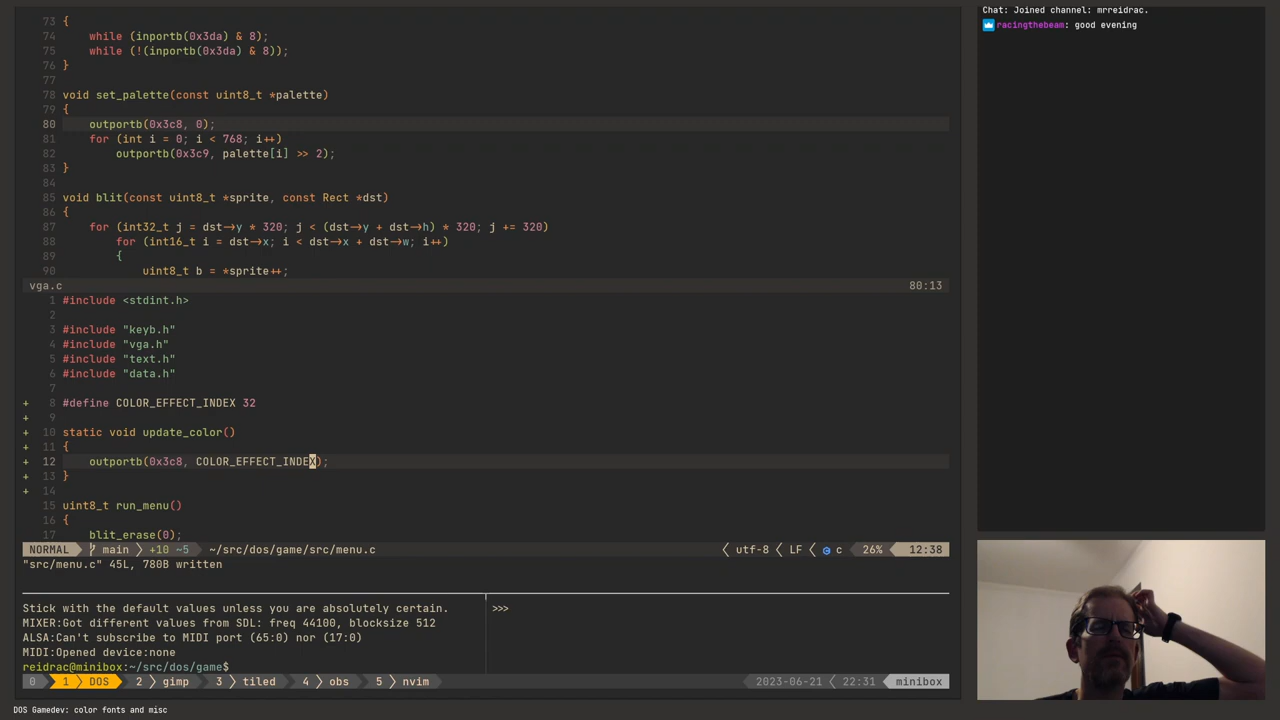 73 {
74     while (inportb(0x3da) & 8);
75     while (!(inportb(0x3da) & 8));
76 }
77
78 void set_palette(const uint8_t *palette)
79 {
80     outportb(0x3c8, 0);
81     for (int i = 0; i < 768; i++)
82         outportb(0x3c9, palette[i] >> 2);
83 }
84
85 void blit(const uint8_t *sprite, const Rect *dst)
86 {
87     for (int32_t j = dst->y * 320; j < (dst->y + dst->h) * 320; j += 320)
88         for (int16_t i = dst->x; i < dst->x + dst->w; i++)
89         {
90             uint8_t b = *sprite++;
vga.c 80:13
1 #include <stdint.h>
2
3 #include "keyb.h"
4 #include "vga.h"
5 #include "text.h"
6 #include "data.h"
7
+ 8 #define COLOR_EFFECT_INDEX 32
+ 9
+ 10 static void update_color()
+ 11 {
+ 12     outportb(0x3c8, COLOR_EFFECT_INDEX);
+ 13 }
+ 14
15 uint8_t run_menu()
16 {
17     blit_erase(0);
NORMAL main +10 ~5 ~/src/dos/game/src/menu.c utf-8 LF c 26% 12:38
"src/menu.c" 45L, 780B written
Stick with the default values unless you are absolutely certain.
MIXER:Got different values from SDL: freq 44100, blocksize 512
ALSA:Can't subscribe to MIDI port (65:0) nor (17:0)
MIDI:Opened device:none
reidrac@minibox:~/src/dos/game$
>>>
0 1 DOS 2 gimp 3 tiled 4 obs 5 nvim 2023-06-21 22:31 minibox
DOS Gamedev: color fonts and misc
Chat: Joined channel: mrreidrac.
racingthebeam: good evening